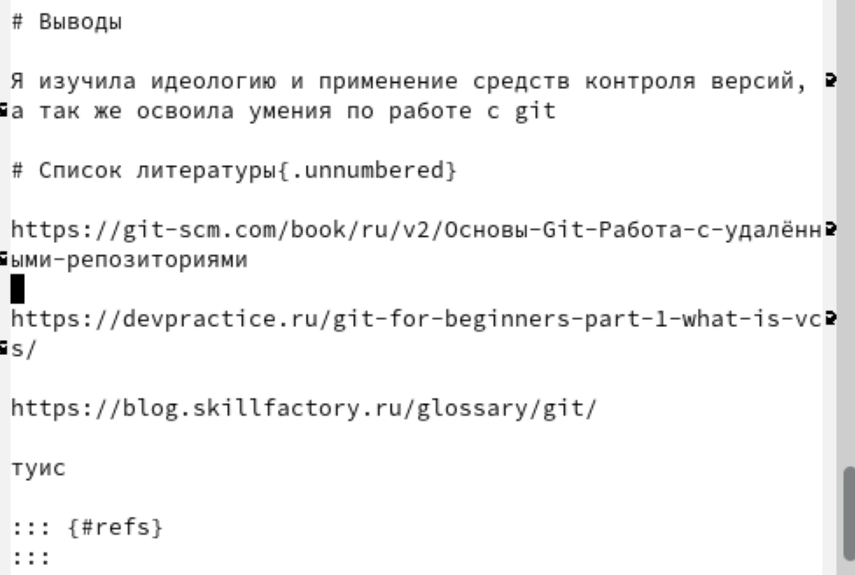 # Выводы
Я изучила идеологию и применение средств контроля версий,
а так же освоила умения по работе с git
# Список литературы{.unnumbered}
https://git-scm.com/book/ru/v2/Основы-Git-Работа-с-удалённ
ыми-репозиториями
https://devpractice.ru/git-for-beginners-part-1-what-is-vc
s/
https://blog.skillfactory.ru/glossary/git/
туис
::: {#refs}
:::